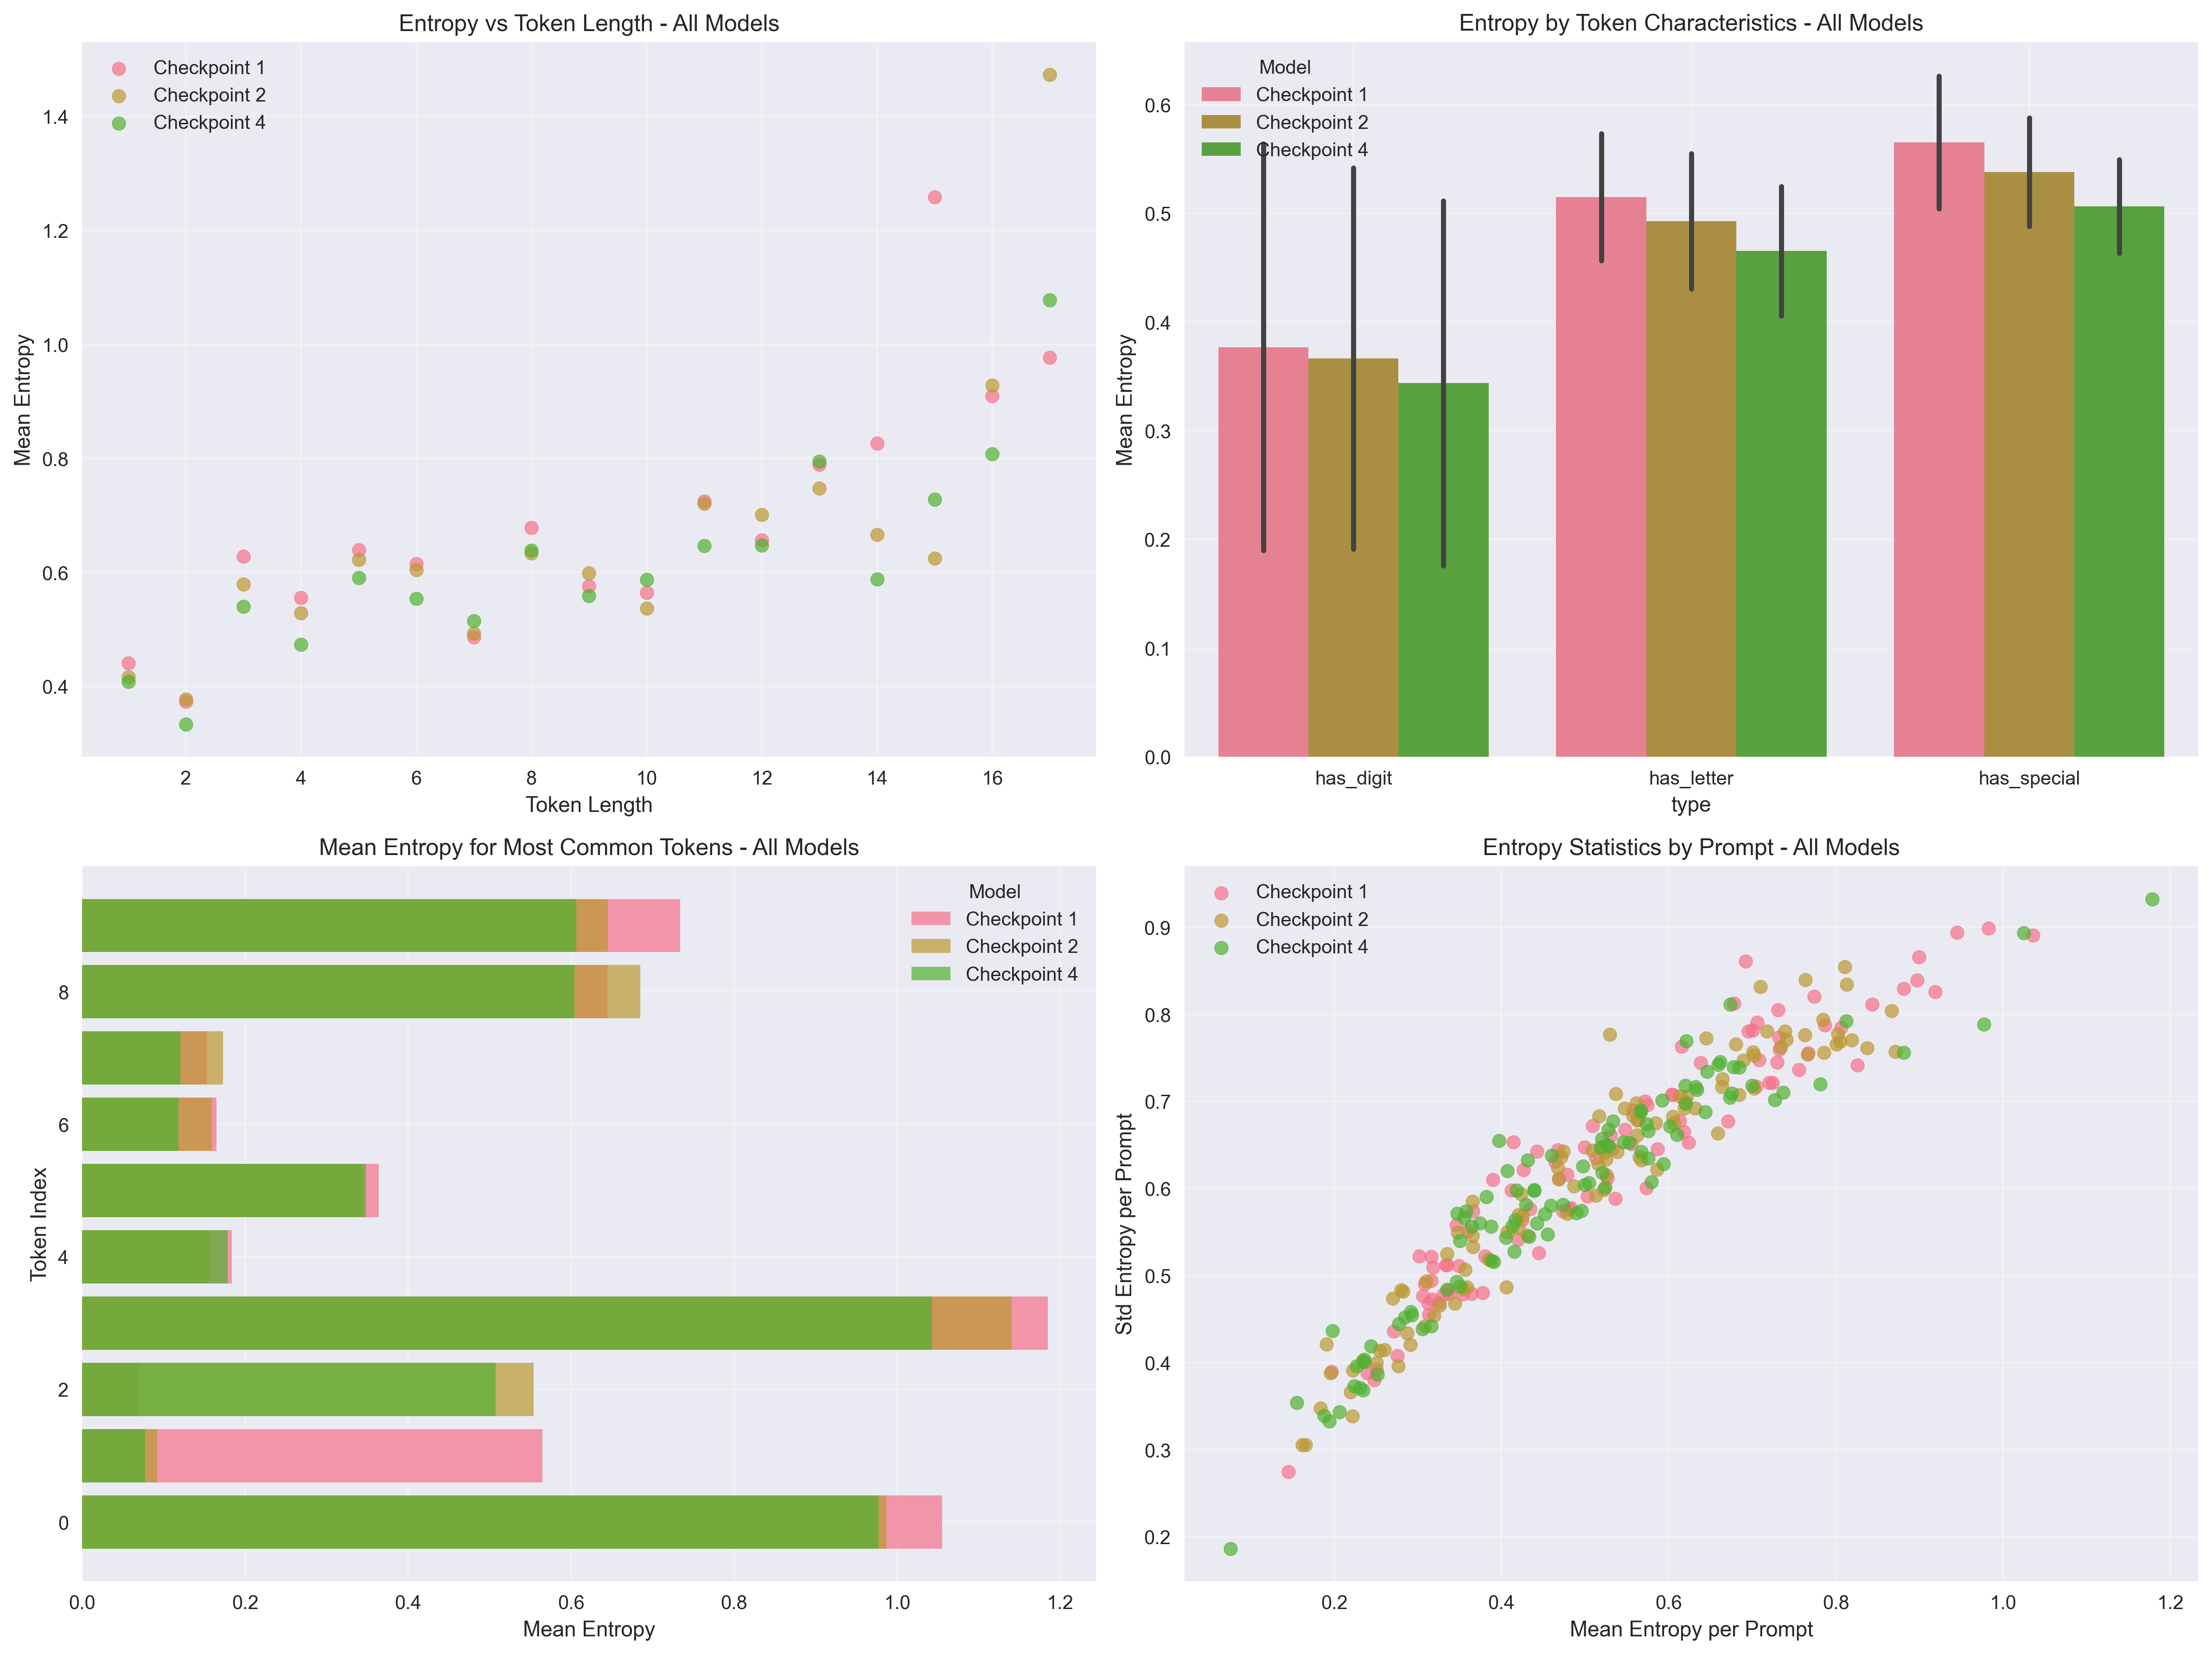 Entropy vs Token Length - All Models
Checkpoint 1
Checkpoint 2
Checkpoint 4
1.4
1.2
1.0
0.8
0.6
0.4
Mean Entropy
2 4 6 8 10 12 14 16
Token Length
Entropy by Token Characteristics - All Models
Model
Checkpoint 1
Checkpoint 2
Checkpoint 4
0.6
0.5
0.4
0.3
0.2
0.1
0.0
Mean Entropy
has_digit has_letter has_special
type
Mean Entropy for Most Common Tokens - All Models
Model
Checkpoint 1
Checkpoint 2
Checkpoint 4
8
6
4
2
0
Token Index
0.0 0.2 0.4 0.6 0.8 1.0 1.2
Mean Entropy
Entropy Statistics by Prompt - All Models
Checkpoint 1
Checkpoint 2
Checkpoint 4
0.9
0.8
0.7
0.6
0.5
0.4
0.3
0.2
Std Entropy per Prompt
0.2 0.4 0.6 0.8 1.0 1.2
Mean Entropy per Prompt